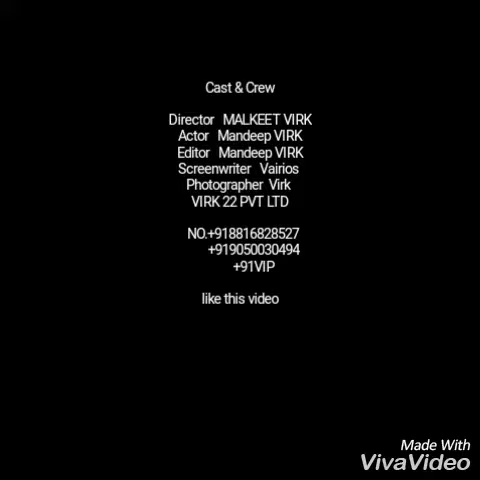 Cast & Crew
Director MALKEET VIRK
Actor Mandeep VIRK
Editor Mandeep VIRK
Screenwriter Vairios
Photographer Virk
VIRK 22 PVT LTD
NO.+918816828527
+919050030494
+91VIP
like this video
Made With
VivaVideo